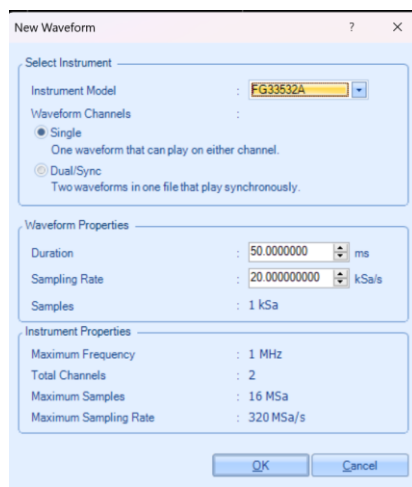 New Waveform ? ×
Select Instrument
Instrument Model : FG33532A
Waveform Channels :
Single
One waveform that can play on either channel.
Dual/Sync
Two waveforms in one file that play synchronously.
Waveform Properties
Duration : 50.0000000 ms
Sampling Rate : 20.000000000 kSa/s
Samples : 1 kSa
Instrument Properties
Maximum Frequency : 1 MHz
Total Channels : 2
Maximum Samples : 16 MSa
Maximum Sampling Rate : 320 MSa/s
OK Cancel